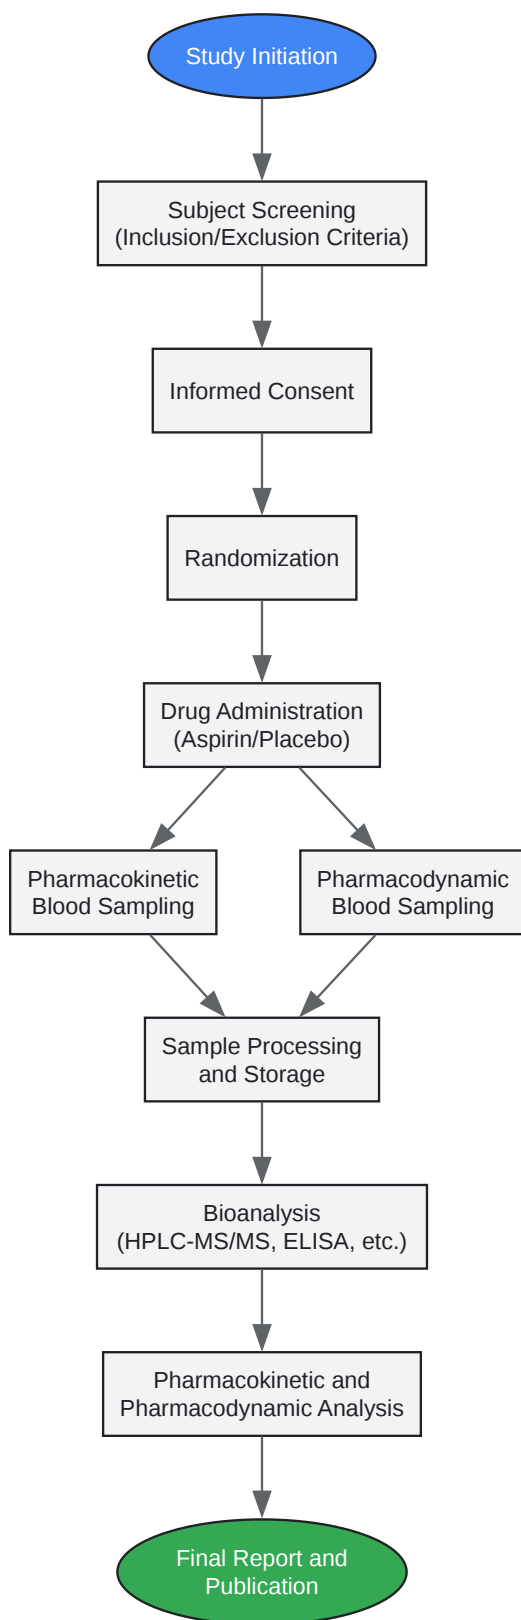 Study Initiation
Subject Screening
(Inclusion/Exclusion Criteria)
Informed Consent
Randomization
Drug Administration
(Aspirin/Placebo)
Pharmacokinetic
Blood Sampling
Pharmacodynamic
Blood Sampling
Sample Processing
and Storage
Bioanalysis
(HPLC-MS/MS, ELISA, etc.)
Pharmacokinetic and
Pharmacodynamic Analysis
Final Report and
Publication